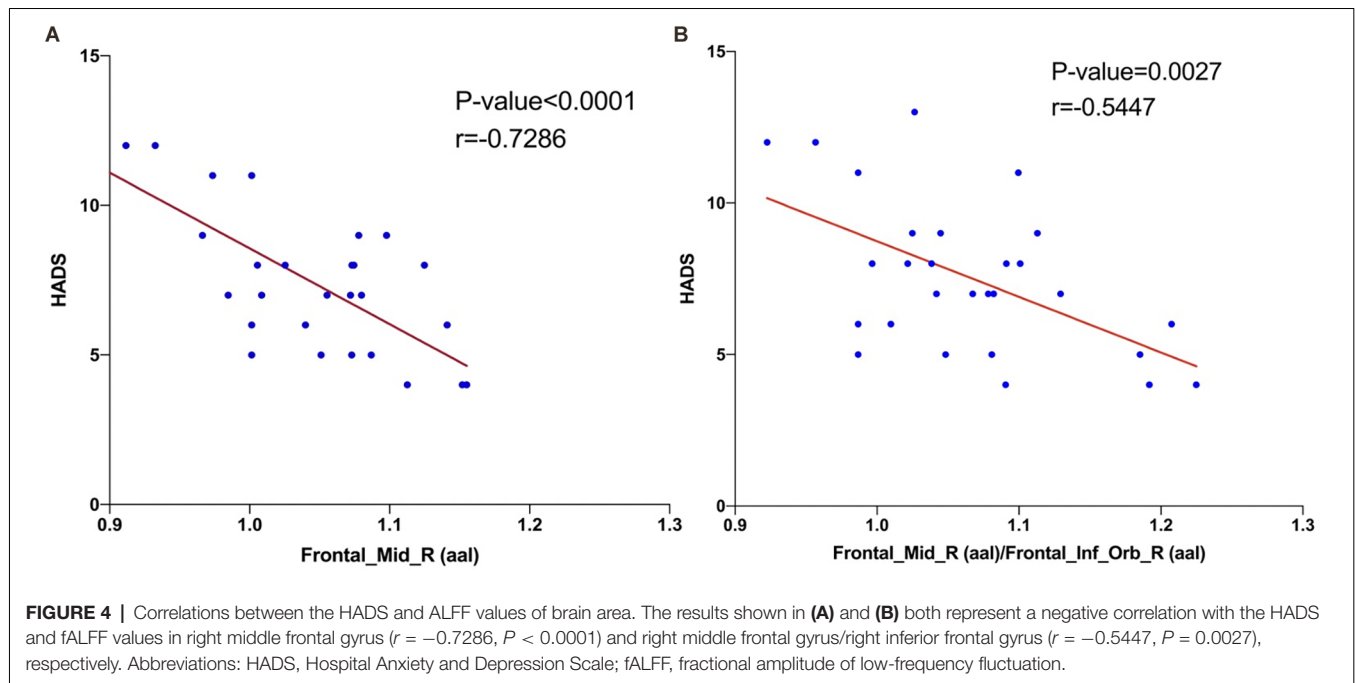 A
15
10
5
0
HADS
P-value<0.0001
r=-0.7286
0.9 1.0 1.1 1.2 1.3
Frontal_Mid_R (aal)
B
15
10
5
0
HADS
P-value=0.0027
r=-0.5447
0.9 1.0 1.1 1.2 1.3
Frontal_Mid_R (aal)/Frontal_Inf_Orb_R (aal)
FIGURE 4 | Correlations between the HADS and ALFF values of brain area. The results shown in (A) and (B) both represent a negative correlation with the HADS
and fALFF values in right middle frontal gyrus (r = −0.7286, P < 0.0001) and right middle frontal gyrus/right inferior frontal gyrus (r = −0.5447, P = 0.0027),
respectively. Abbreviations: HADS, Hospital Anxiety and Depression Scale; fALFF, fractional amplitude of low-frequency fluctuation.